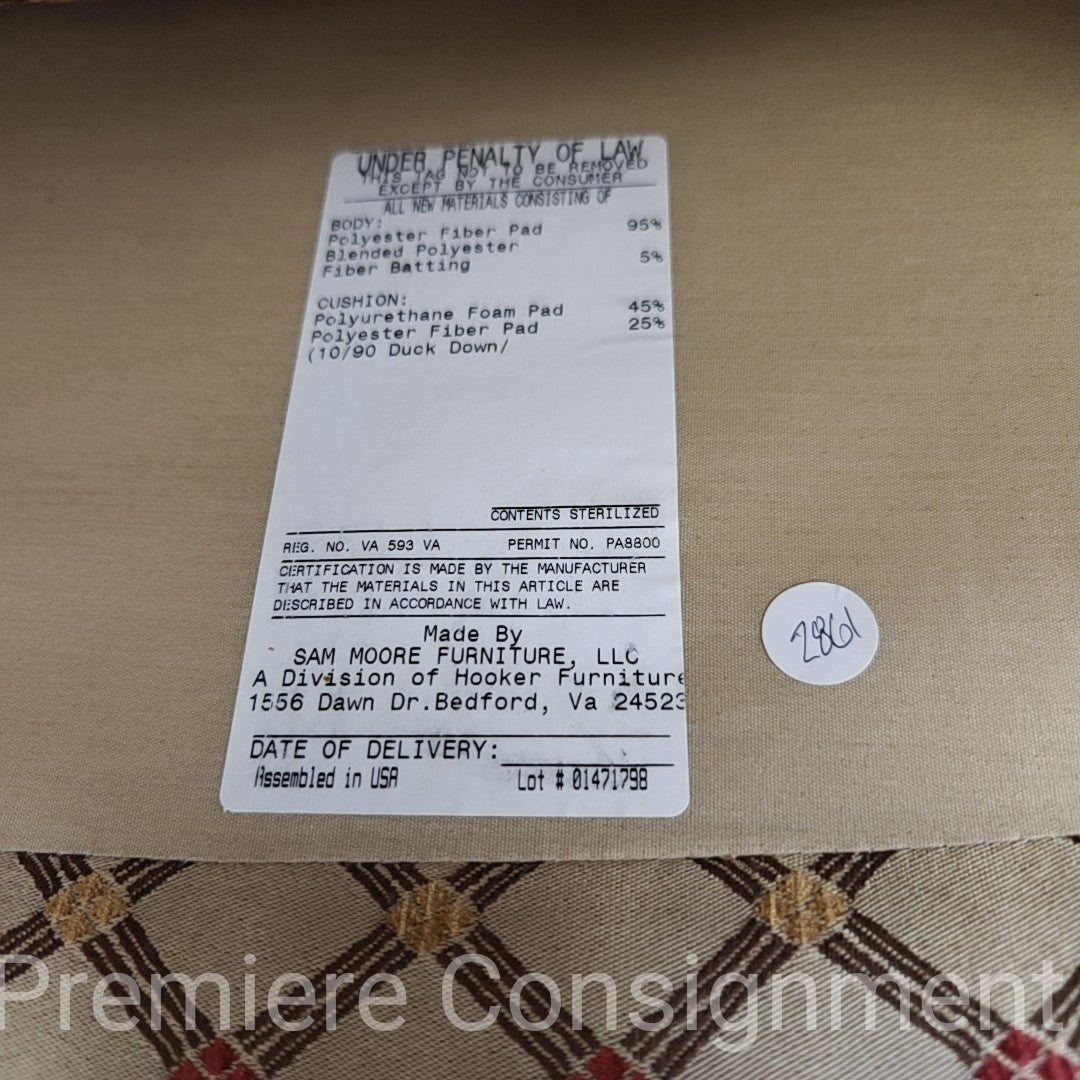 UNDER PENALTY OF LAW
THIS TAG NOT TO BE REMOVED
EXCEPT BY THE CONSUMER
ALL NEW MATERIALS CONSISTING OF
BODY:
Polyester Fiber Pad 95%
Blended Polyester
Fiber Batting 5%
CUSHION:
Polyurethane Foam Pad 45%
Polyester Fiber Pad 25%
(10/90 Duck Down/
CONTENTS STERILIZED
REG. NO. VA 593 VA PERMIT NO. PA8800
CERTIFICATION IS MADE BY THE MANUFACTURER
THAT THE MATERIALS IN THIS ARTICLE ARE
DESCRIBED IN ACCORDANCE WITH LAW.
Made By
SAM MOORE FURNITURE, LLC
A Division of Hooker Furniture
1556 Dawn Dr.Bedford, Va 24523
DATE OF DELIVERY:
Assembled in USA Lot # 01471798
2861
Premiere Consignment